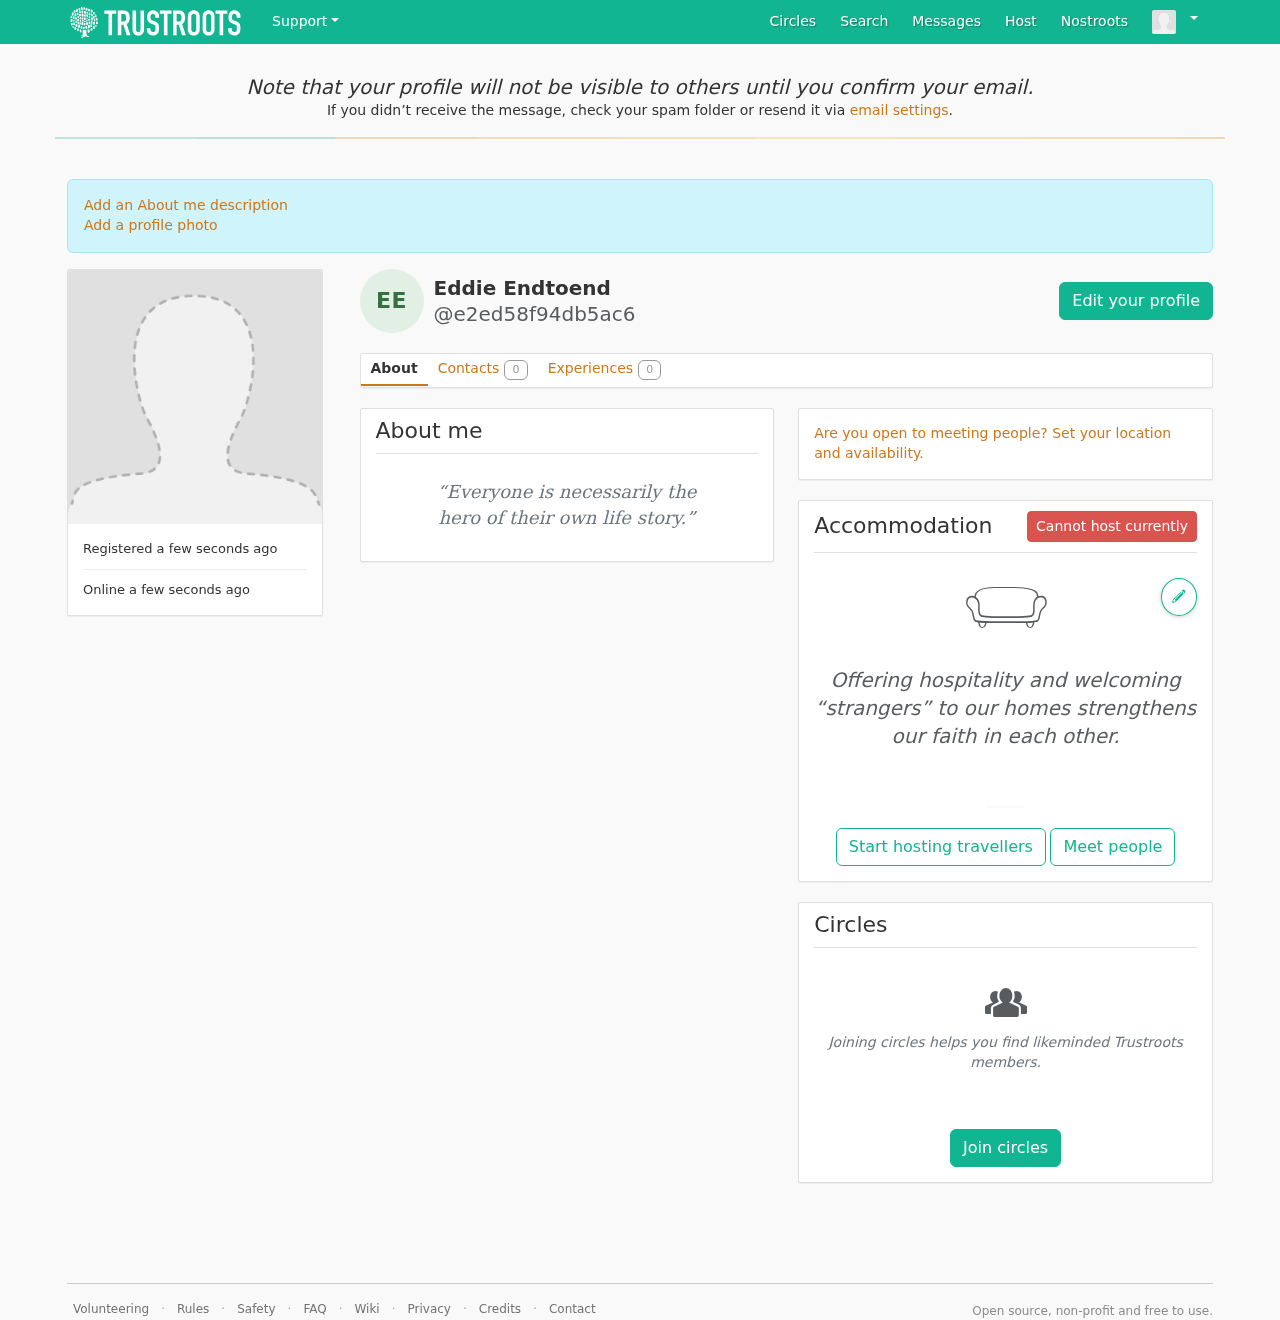 TRUSTROOTS Support Circles Search Messages Host Nostroots
Note that your profile will not be visible to others until you confirm your email.
If you didn’t receive the message, check your spam folder or resend it via email settings.
Add an About me description
Add a profile photo
EE
Eddie Endtoend
@e2ed58f94db5ac6
Edit your profile
About Contacts 0 Experiences 0
Registered a few seconds ago
Online a few seconds ago
About me
“Everyone is necessarily the
hero of their own life story.”
Are you open to meeting people? Set your location
and availability.
Accommodation Cannot host currently
Offering hospitality and welcoming
“strangers” to our homes strengthens
our faith in each other.
Start hosting travellers Meet people
Circles
Joining circles helps you find likeminded Trustroots
members.
Join circles
Volunteering · Rules · Safety · FAQ · Wiki · Privacy · Credits · Contact
Open source, non-profit and free to use.